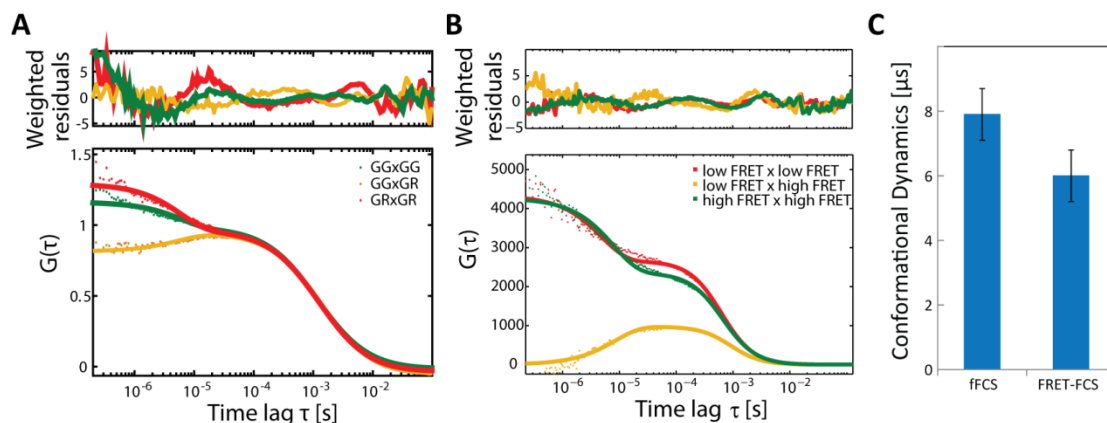 A
Weighted
residuals
5
0
-5
1.5
1
0.5
0
G(τ)
GGxGG
GGxGR
GRxGR
10⁻⁶
10⁻⁵
10⁻⁴
10⁻³
10⁻²
Time lag τ [s]
B
Weighted
residuals
5
0
−5
5000
4000
3000
2000
1000
0
G(τ)
low FRET x low FRET
low FRET x high FRET
high FRET x high FRET
10⁻⁶
10⁻⁵
10⁻⁴
10⁻³
10⁻²
Time lag τ [s]
C
Conformational Dynamics [µs]
8
6
4
2
0
fFCS
FRET-FCS